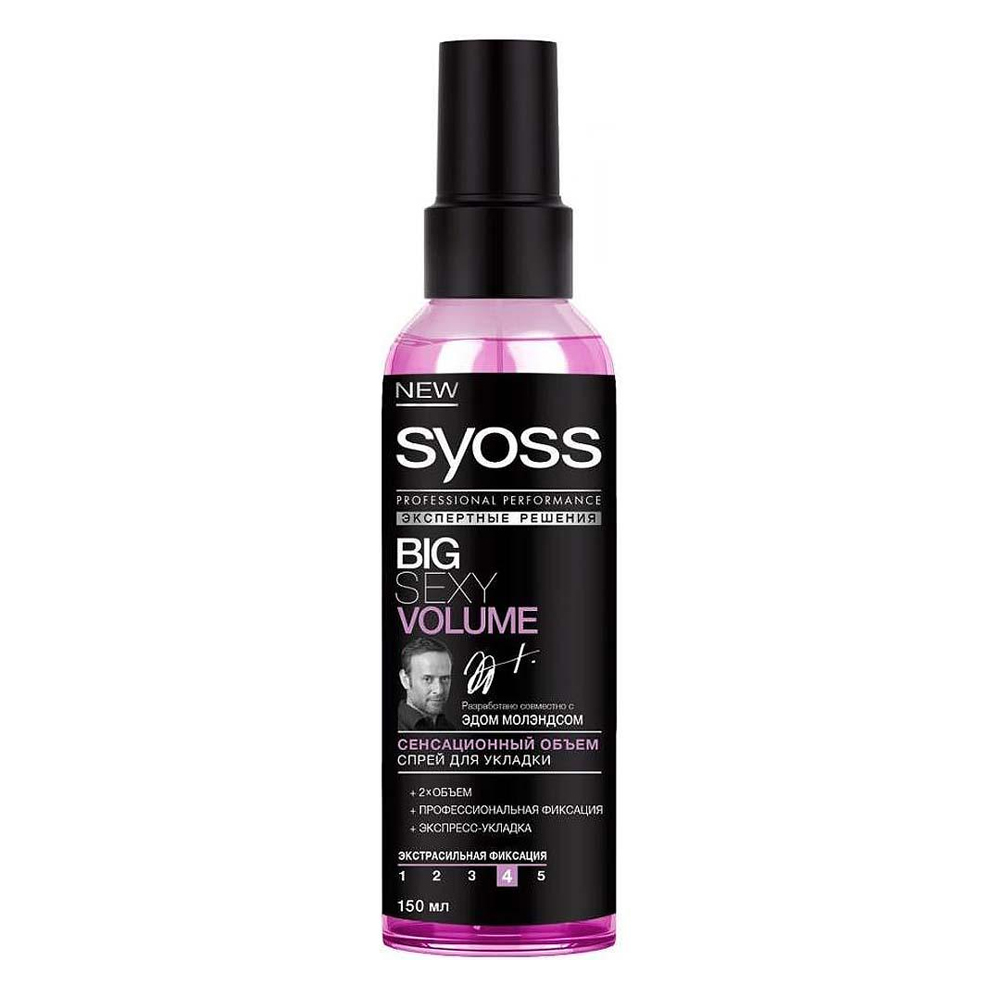 NEW
syoss
PROFESSIONAL PERFORMANCE
ЭКСПЕРТНЫЕ РЕШЕНИЯ
BIG
SEXY
VOLUME
Разработано совместно с
ЭДОМ МОЛЭНДСОМ
СЕНСАЦИОННЫЙ ОБЪЕМ
СПРЕЙ ДЛЯ УКЛАДКИ
+ 2×ОБЪЕМ
+ ПРОФЕССИОНАЛЬНАЯ ФИКСАЦИЯ
+ ЭКСПРЕСС-УКЛАДКА
ЭКСТРАСИЛЬНАЯ ФИКСАЦИЯ
1 2 3 4 5
150 мл